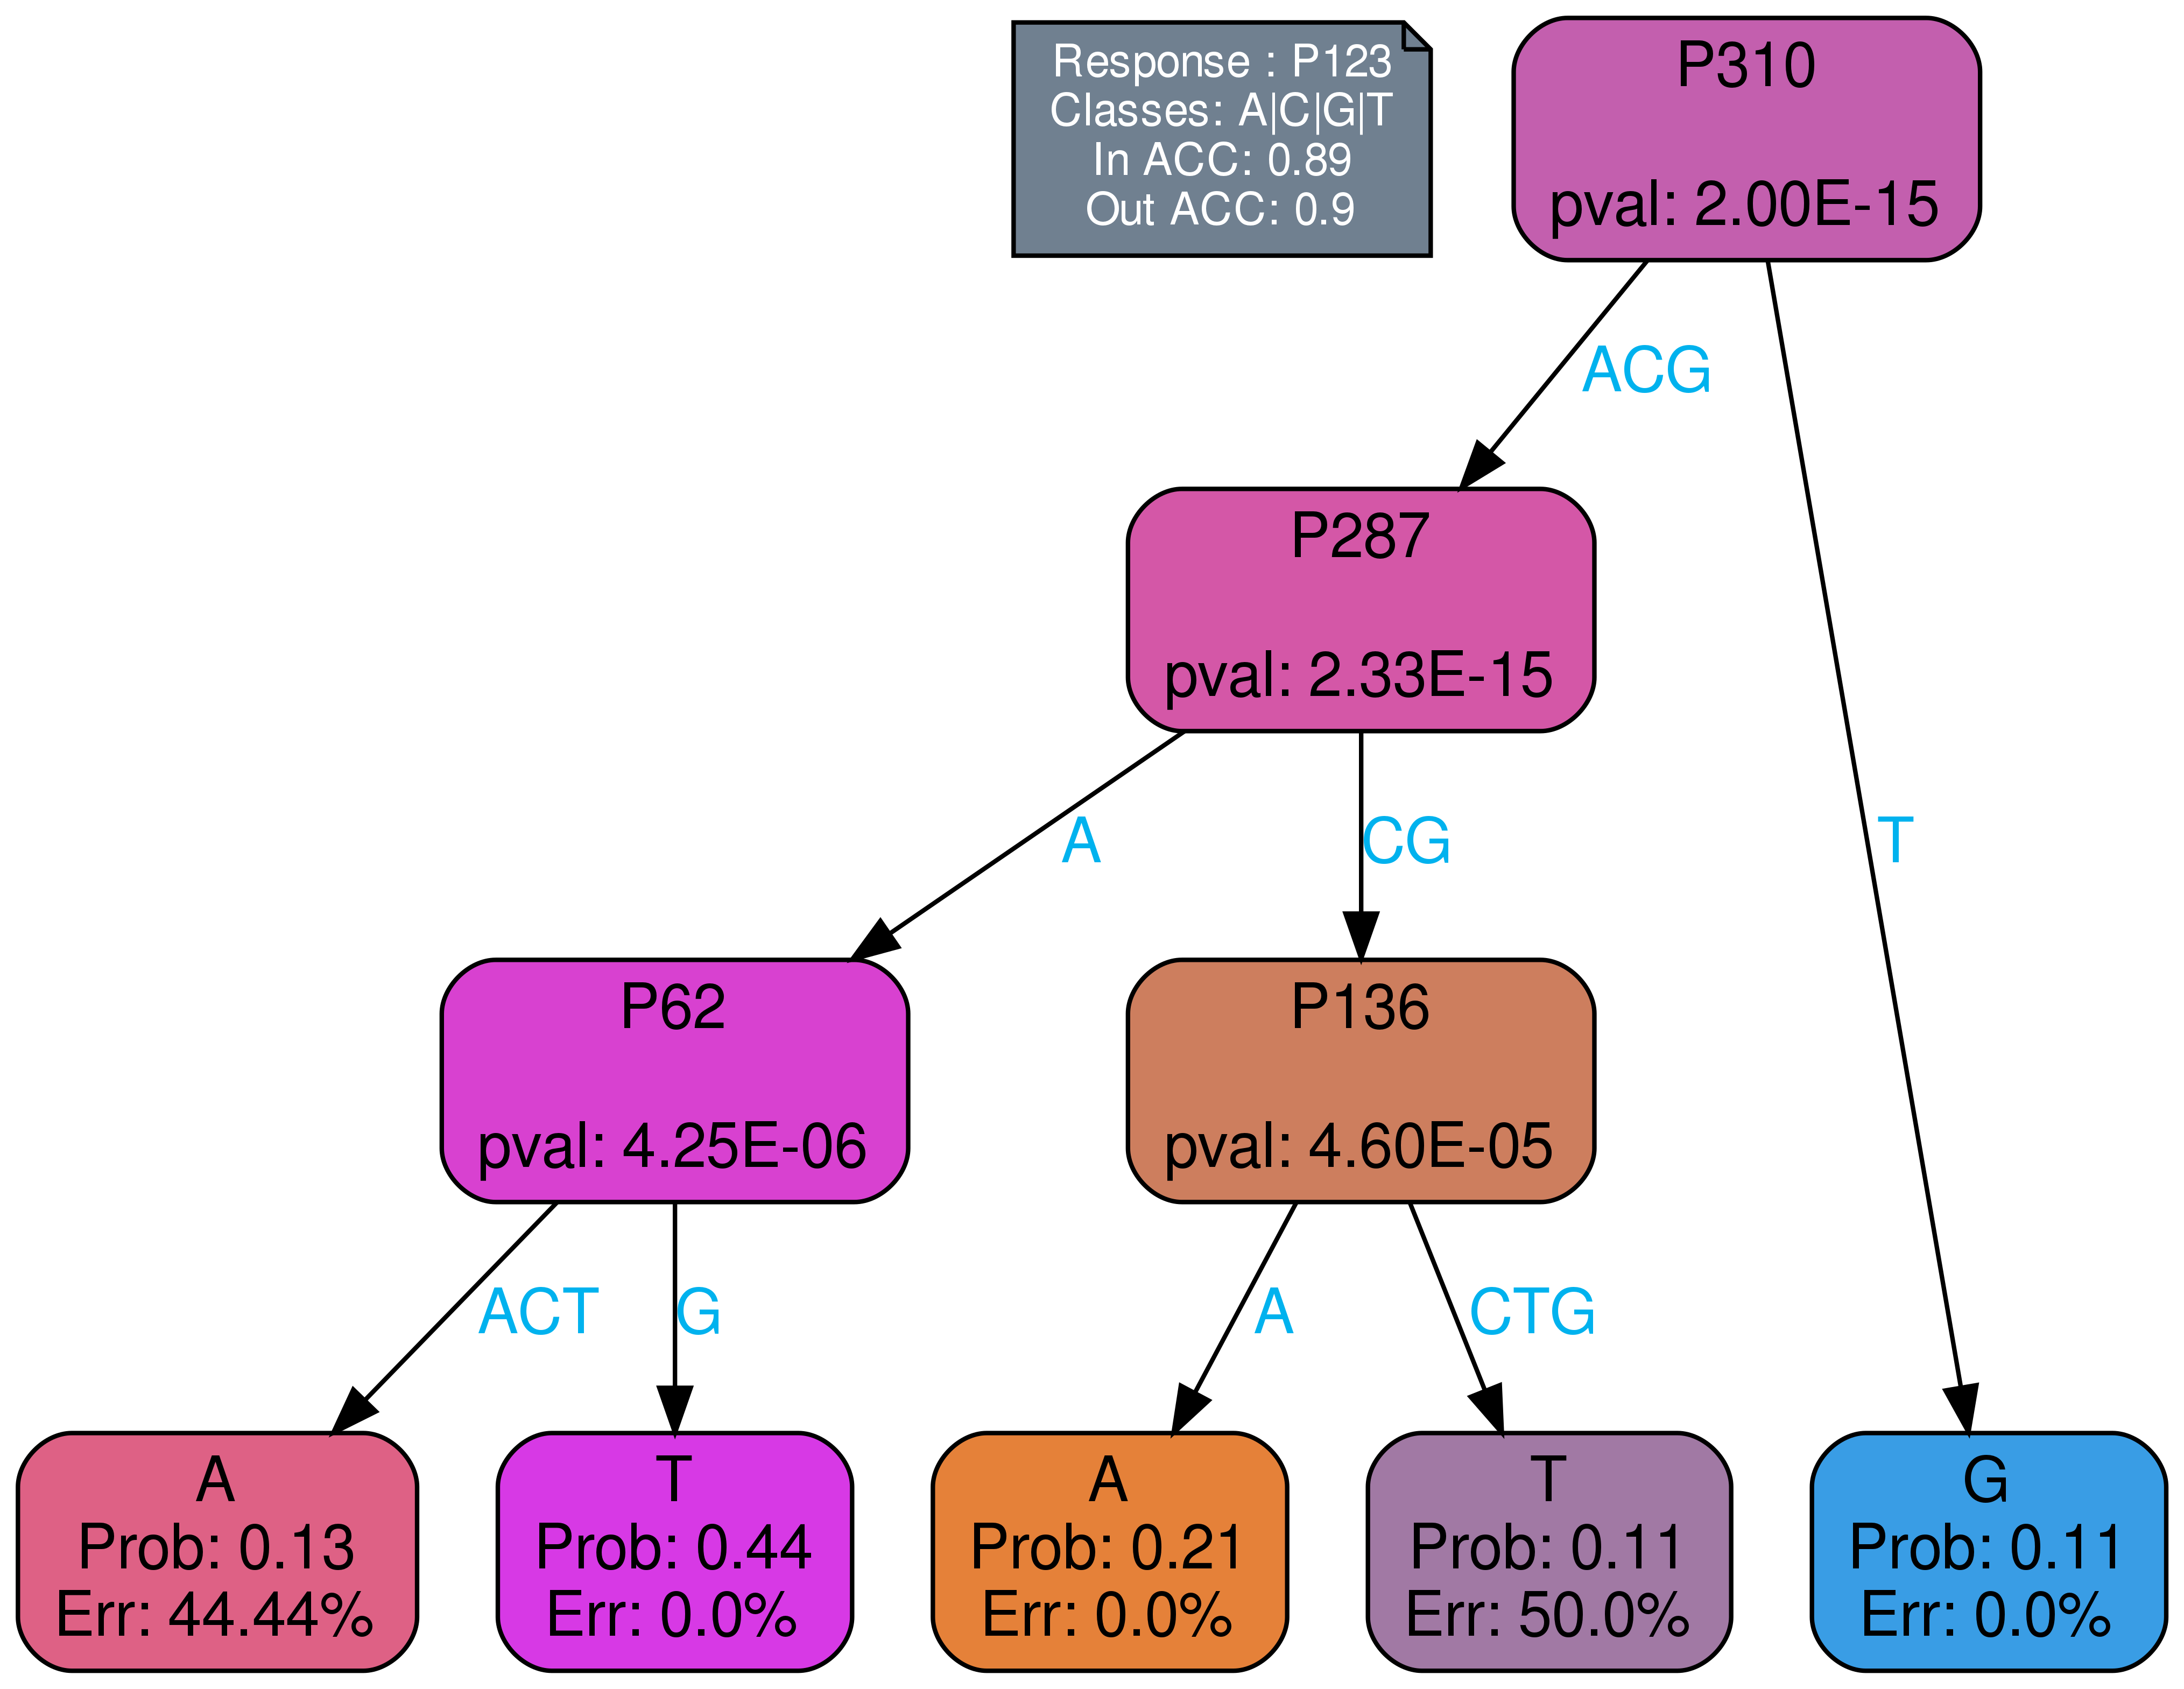 Response : P123
Classes: A|C|G|T
In ACC: 0.89
Out ACC: 0.9
P310
pval: 2.00E-15
ACG
P287
pval: 2.33E-15
A
CG
T
P62
pval: 4.25E-06
P136
pval: 4.60E-05
ACT
G
A
CTG
A
Prob: 0.13
Err: 44.44%
T
Prob: 0.44
Err: 0.0%
A
Prob: 0.21
Err: 0.0%
T
Prob: 0.11
Err: 50.0%
G
Prob: 0.11
Err: 0.0%